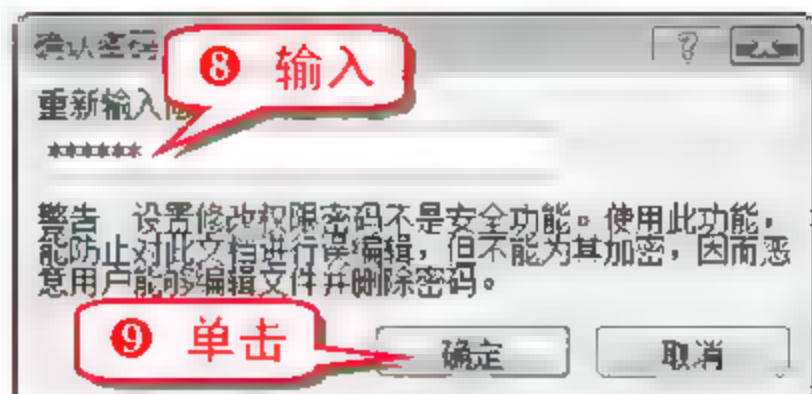 确认密码
❽ 输入
重新输入修
******
警告 设置修改权限密码不是安全功能。使用此功能，
能防止对此文档进行误编辑，但不能为其加密，因而恶
意用户能够编辑文件并删除密码。
❾ 单击
确定
取消